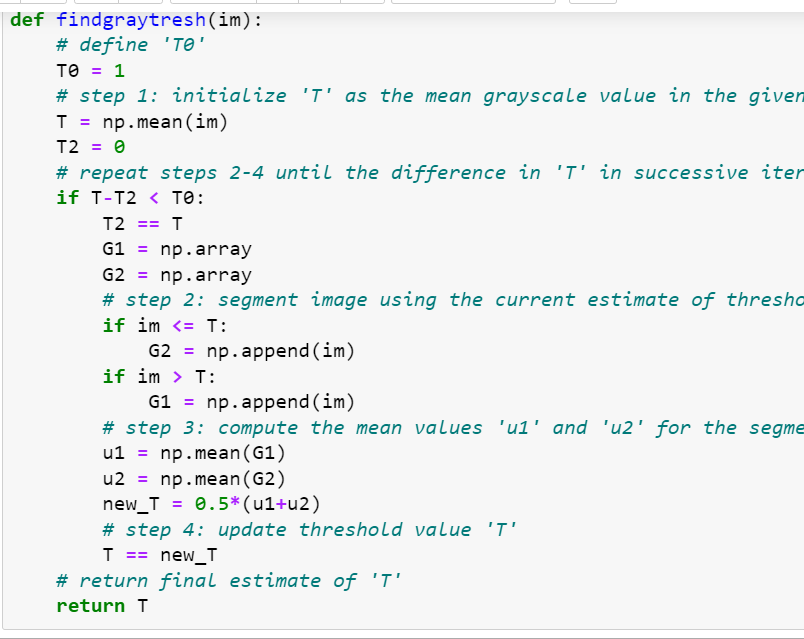 def findgraytresh(im):
    # define 'T0'
    T0 = 1
    # step 1: initialize 'T' as the mean grayscale value in the given
    T = np.mean(im)
    T2 = 0
    # repeat steps 2-4 until the difference in 'T' in successive iter
    if T-T2 < T0:
        T2 == T
        G1 = np.array
        G2 = np.array
        # step 2: segment image using the current estimate of thresho
        if im <= T:
            G2 = np.append(im)
        if im > T:
            G1 = np.append(im)
        # step 3: compute the mean values 'u1' and 'u2' for the segme
        u1 = np.mean(G1)
        u2 = np.mean(G2)
        new_T = 0.5*(u1+u2)
        # step 4: update threshold value 'T'
        T == new_T
    # return final estimate of 'T'
    return T